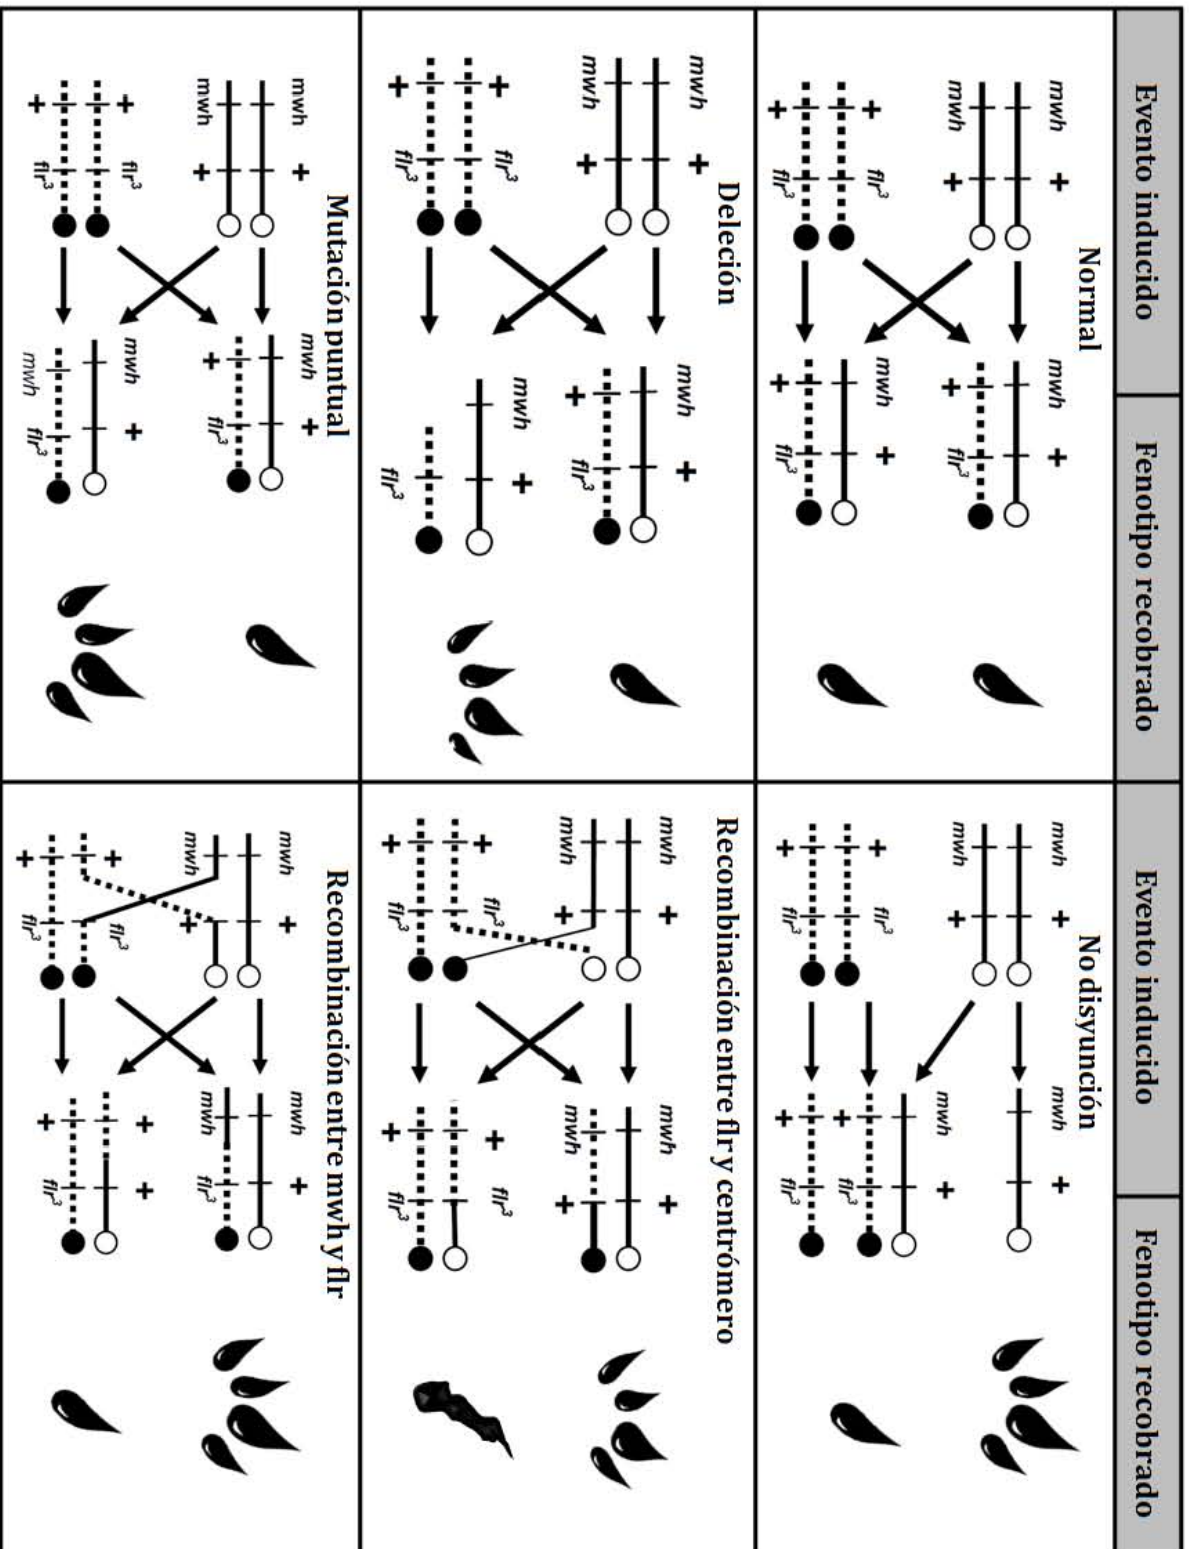 Evento inducido Fenotipo recobrado Evento inducido Fenotipo recobrado
Normal
mwh + mwh +
mwh + + flr³
+ flr³ mwh +
+ flr³ + flr³
No disyunción
mwh + mwh +
mwh + mwh +
+ flr³ + flr³
+ flr³ + flr³
Deleción
mwh + mwh +
mwh + + flr³
+ flr³ mwh +
+ flr³ flr³
Recombinación entre flr y centrómero
mwh + mwh +
mwh + mwh +
+ flr³ + flr³
+ flr³ + flr³
Mutación puntual
mwh + mwh +
mwh + + flr³
+ flr³ mwh +
+ flr³ mwh flr³
Recombinación entre mwh y flr
mwh + mwh +
mwh + mwh flr³
+ flr³ + +
+ flr³ + flr³